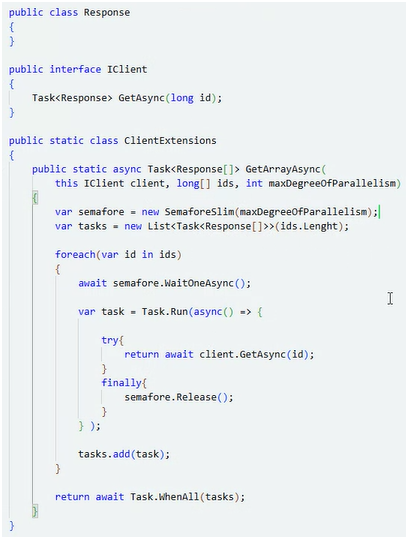 public class Response
{
}
public interface IClient
{
Task<Response> GetAsync(long id);
}
public static class ClientExtensions
{
public static async Task<Response[]> GetArrayAsync(
this IClient client, long[] ids, int maxDegreeOfParallelism)
{
var semafore = new SemaforeSlim(maxDegreeOfParallelism);
var tasks = new List<Task<Response[]>>(ids.Lenght);
foreach(var id in ids)
{
await semafore.WaitOneAsync();
var task = Task.Run(async() => {
try{
return await client.GetAsync(id);
}
finally{
semafore.Release();
}
} );
tasks.add(task);
}
return await Task.WhenAll(tasks);
}
}